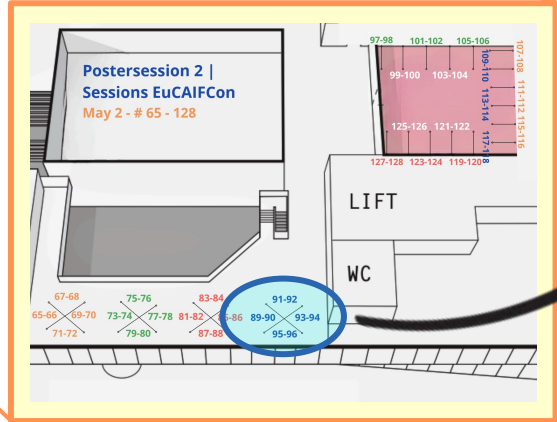 97-98 101-102 105-106
107-108
109-110
99-100 103-104
111-112
113-114
115-116
117-118
125-126 121-122
127-128 123-124 119-120
Postersession 2 |
Sessions EuCAIFCon
May 2 - # 65 - 128
LIFT
WC
67-68
65-66 69-70
71-72
75-76
73-74 77-78
79-80
83-84
81-82 85-86
87-88
91-92
89-90 93-94
95-96